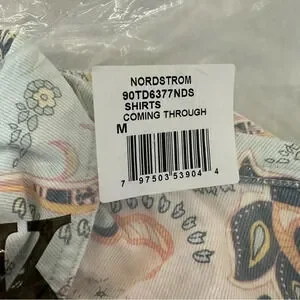 NORDSTROM
90TD6377NDS
SHIRTS
COMING THROUGH
M
7 97503 53904 4